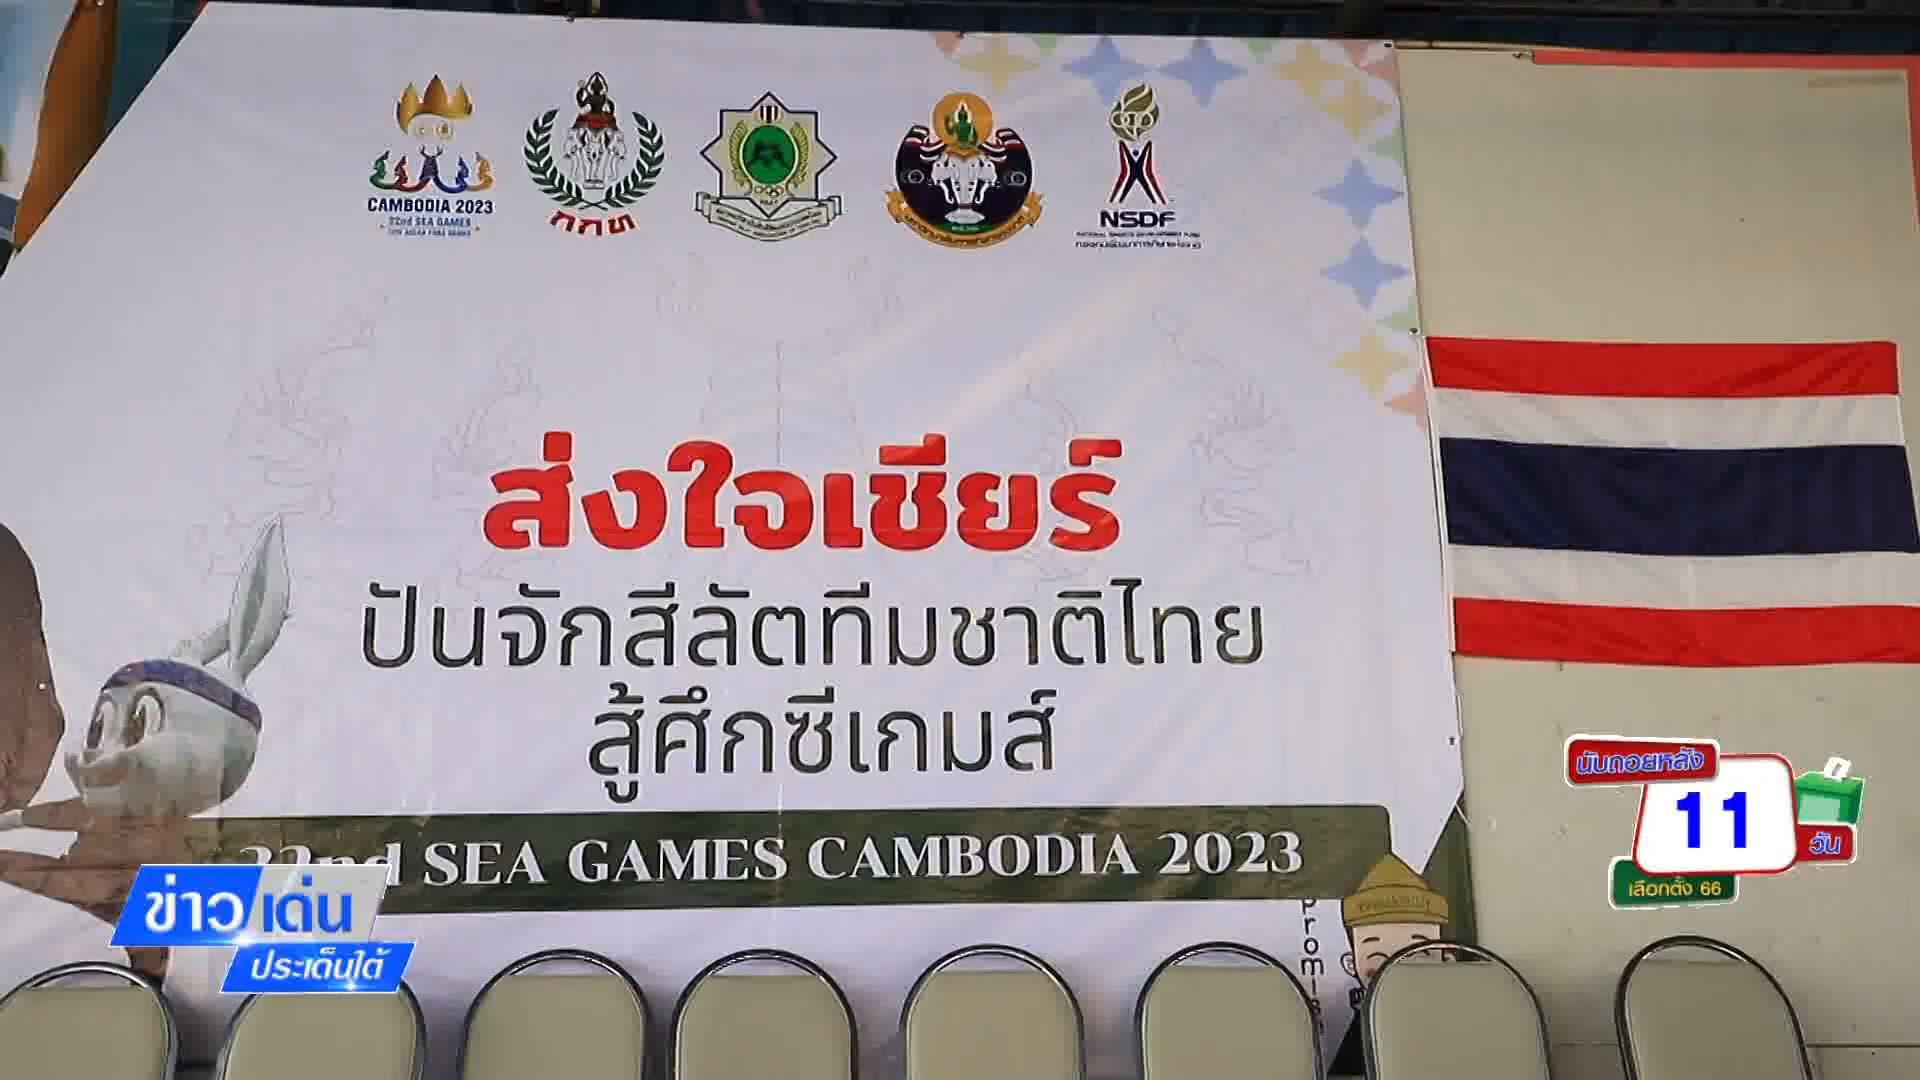 CAMBODIA 2023
32nd SEA GAMES
กกท
NSDF
ส่งใจเชียร์
ปันจักสีลัตทีมชาติไทย
สู้ศึกซีเกมส์
32nd SEA GAMES CAMBODIA 2023
นับถอยหลัง
11
วัน
เลือกตั้ง 66
ข่าวเด่น
ประเด็นใต้